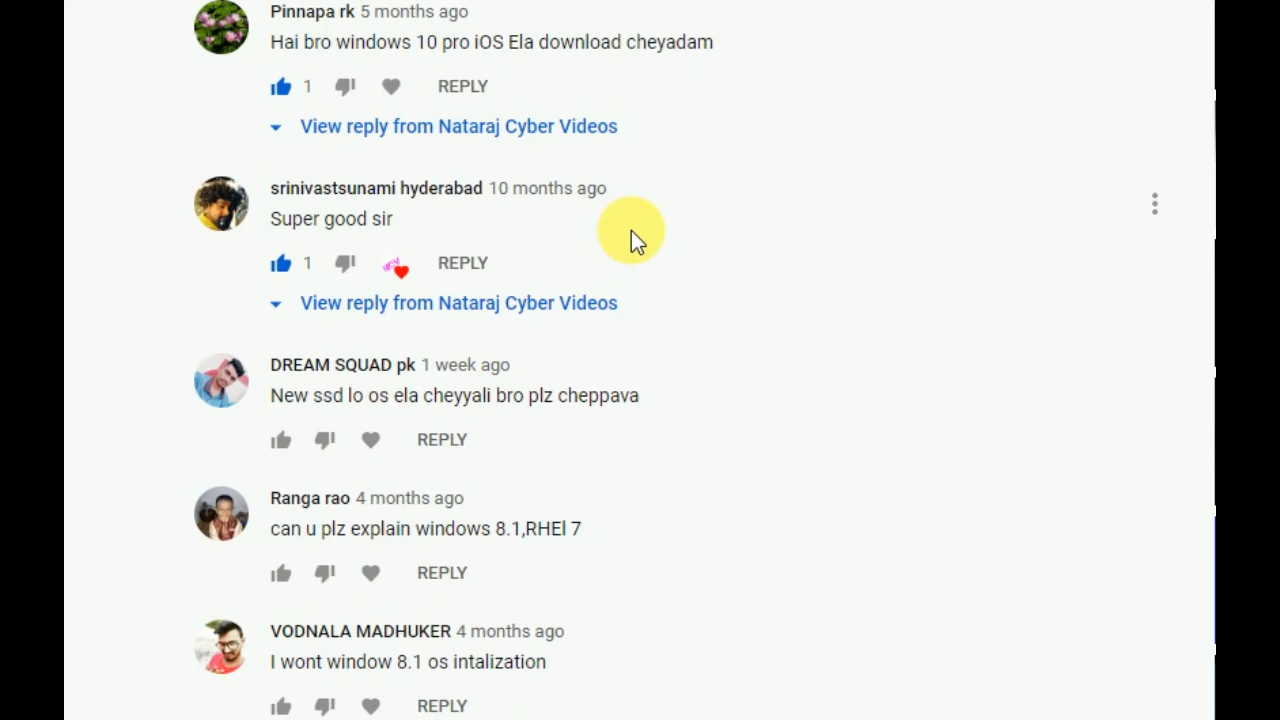 Pinnapa rk 5 months ago
Hai bro windows 10 pro iOS Ela download cheyadam
1 REPLY
View reply from Nataraj Cyber Videos
srinivastsunami hyderabad 10 months ago
Super good sir
1 REPLY
View reply from Nataraj Cyber Videos
DREAM SQUAD pk 1 week ago
New ssd lo os ela cheyyali bro plz cheppava
REPLY
Ranga rao 4 months ago
can u plz explain windows 8.1,RHEl 7
REPLY
VODNALA MADHUKER 4 months ago
I wont window 8.1 os intalization
REPLY